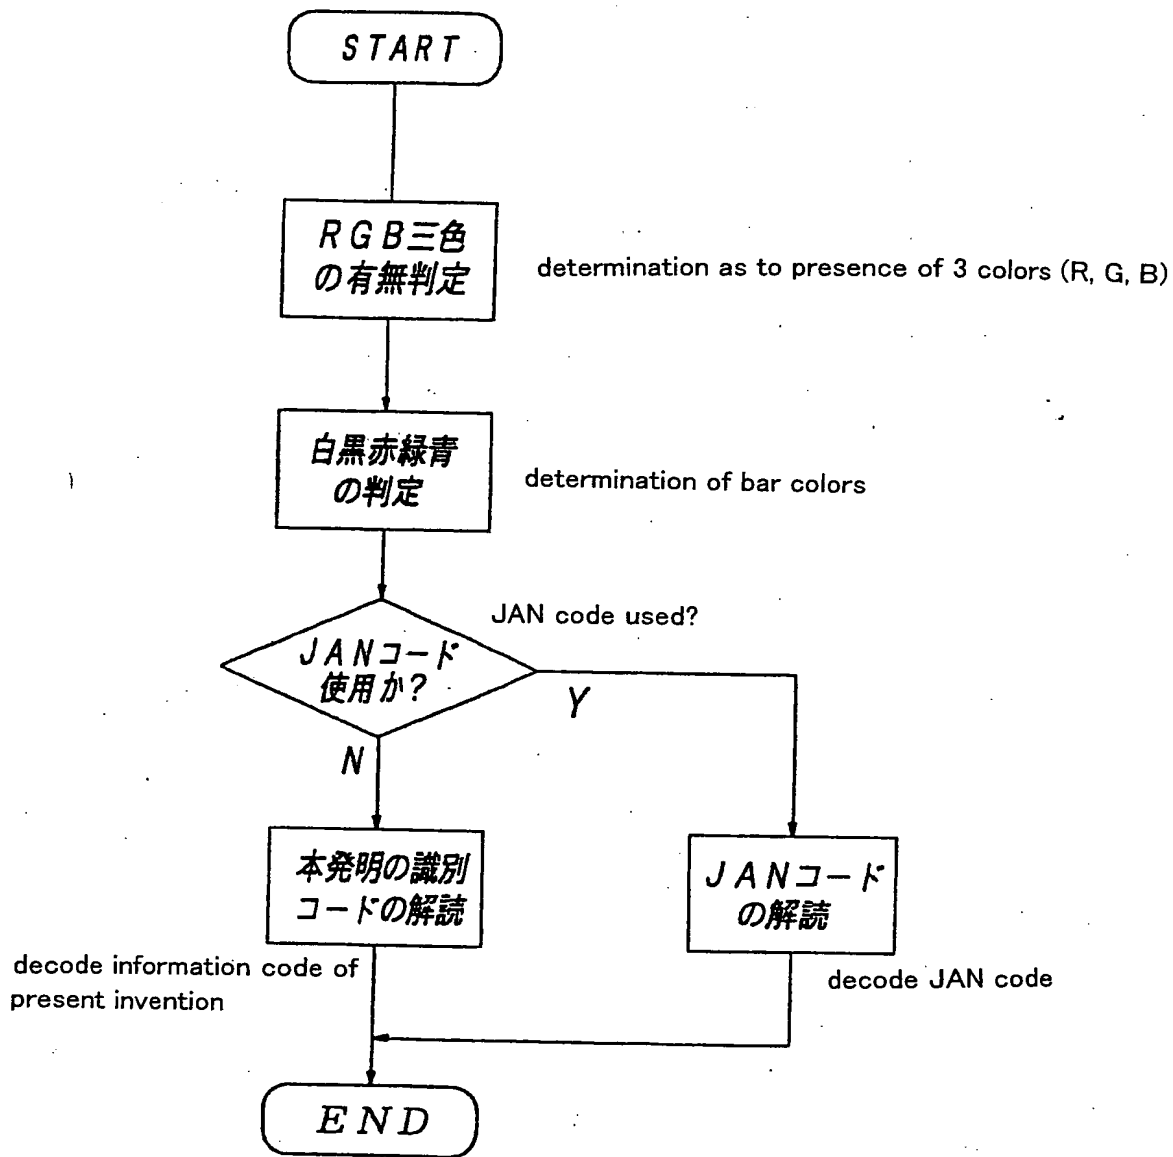 START
RGB三色
の有無判定
determination as to presence of 3 colors (R, G, B)
白黒赤緑青
の判定
determination of bar colors
JAN code used?
JANコード
使用か?
Y
N
本発明の識別
コードの解読
decode information code of
present invention
JANコード
の解読
decode JAN code
END